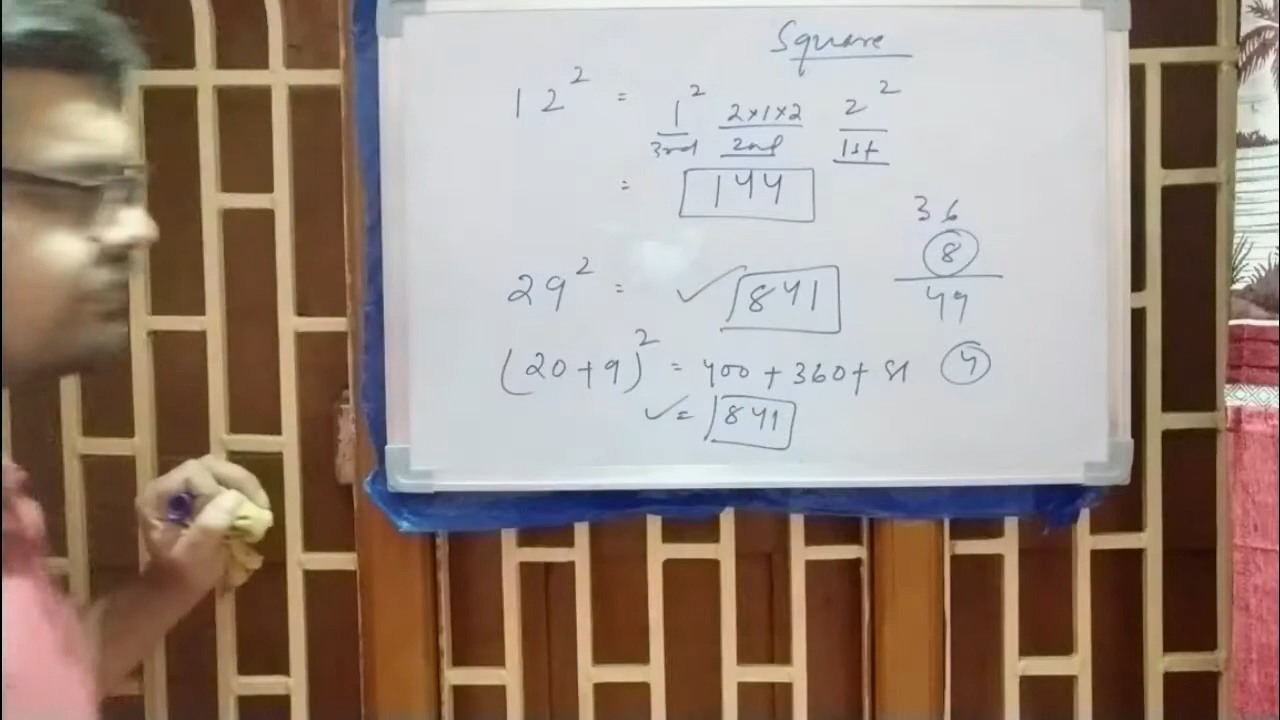 Square
12² = 1² 2×1×2 2²
3rd 2nd 1st
= 144
36
8
44
29² = ✓ 841
(20+9)² = 400 + 360 + 81 4
✓ = 841